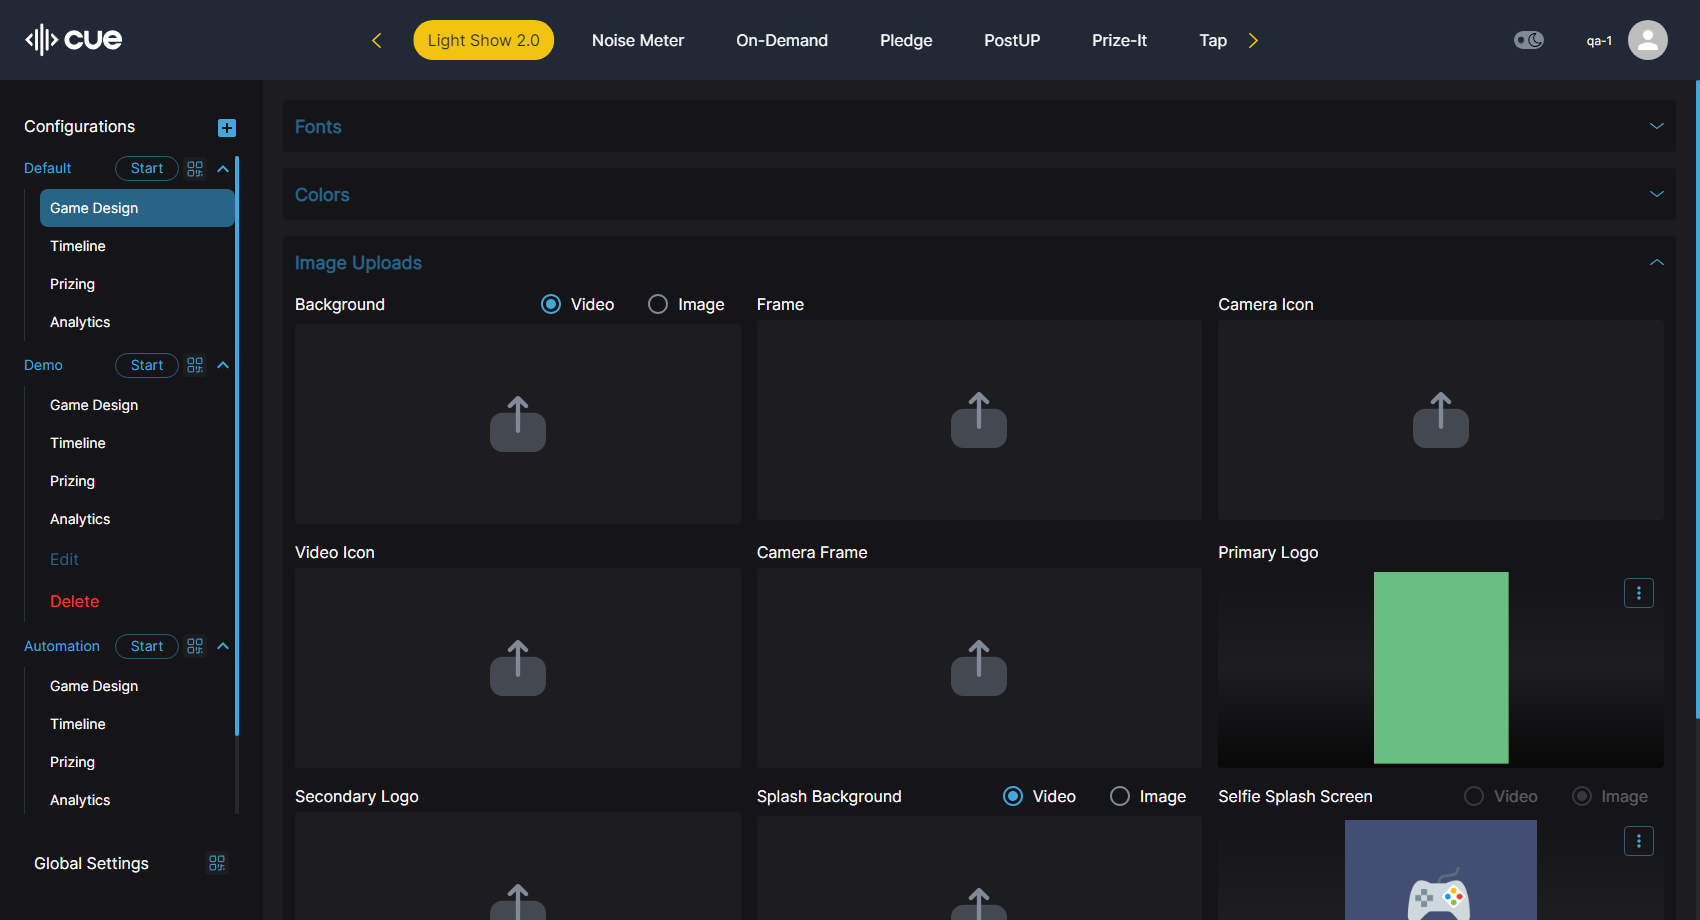 cue
Light Show 2.0
Noise Meter
On-Demand
Pledge
PostUP
Prize-It
Tap
qa-1
Configurations
Default
Start
Game Design
Timeline
Prizing
Analytics
Demo
Start
Game Design
Timeline
Prizing
Analytics
Edit
Delete
Automation
Start
Game Design
Timeline
Prizing
Analytics
Global Settings
Fonts
Colors
Image Uploads
Background
Video
Image
Frame
Camera Icon
Video Icon
Camera Frame
Primary Logo
Secondary Logo
Splash Background
Video
Image
Selfie Splash Screen
Video
Image